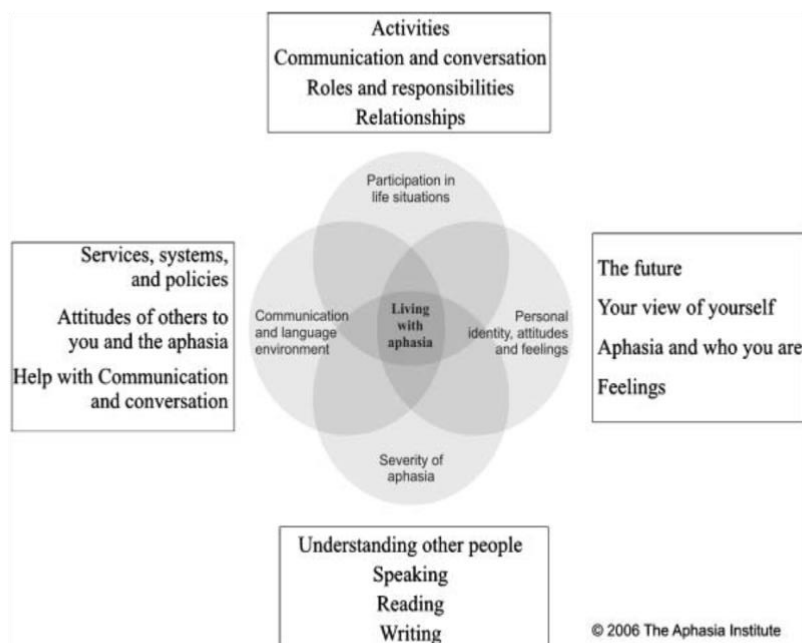 Activities
Communication and conversation
Roles and responsibilities
Relationships
Participation in
life situations
Services, systems,
and policies
Attitudes of others to
you and the aphasia
Help with Communication
and conversation
Communication
and language
environment
Living
with
aphasia
Personal
identity, attitudes
and feelings
The future
Your view of yourself
Aphasia and who you are
Feelings
Severity of
aphasia
Understanding other people
Speaking
Reading
Writing
© 2006 The Aphasia Institute